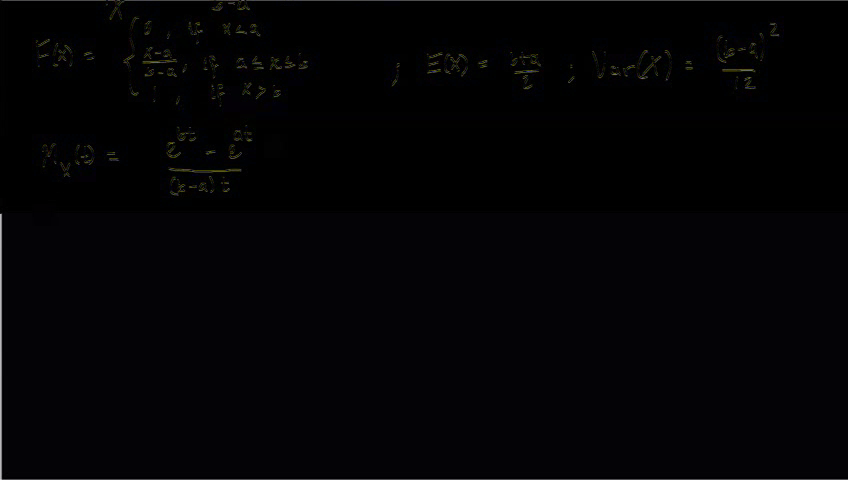 F(x) = { 0, if x<a
x-a/b-a, if a≤x≤b ; E(X) = b+a/2 ; Var(X) = (b-a)²/12
1, if x>b
M_X(t) = e^{bt} - e^{at} / (b-a)t